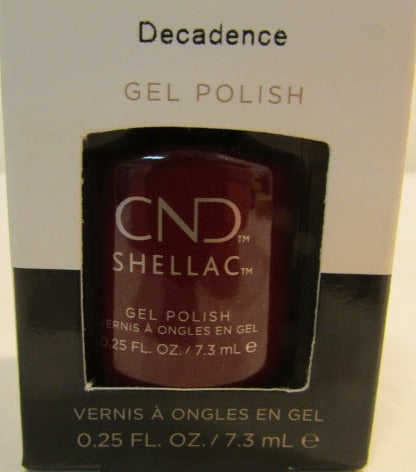 Decadence
GEL POLISH
CND™
SHELLAC™
GEL POLISH
VERNIS À ONGLES EN GEL
0.25 FL. OZ. / 7.3 mL ℮
VERNIS À ONGLES EN GEL
0.25 FL. OZ. / 7.3 mL ℮